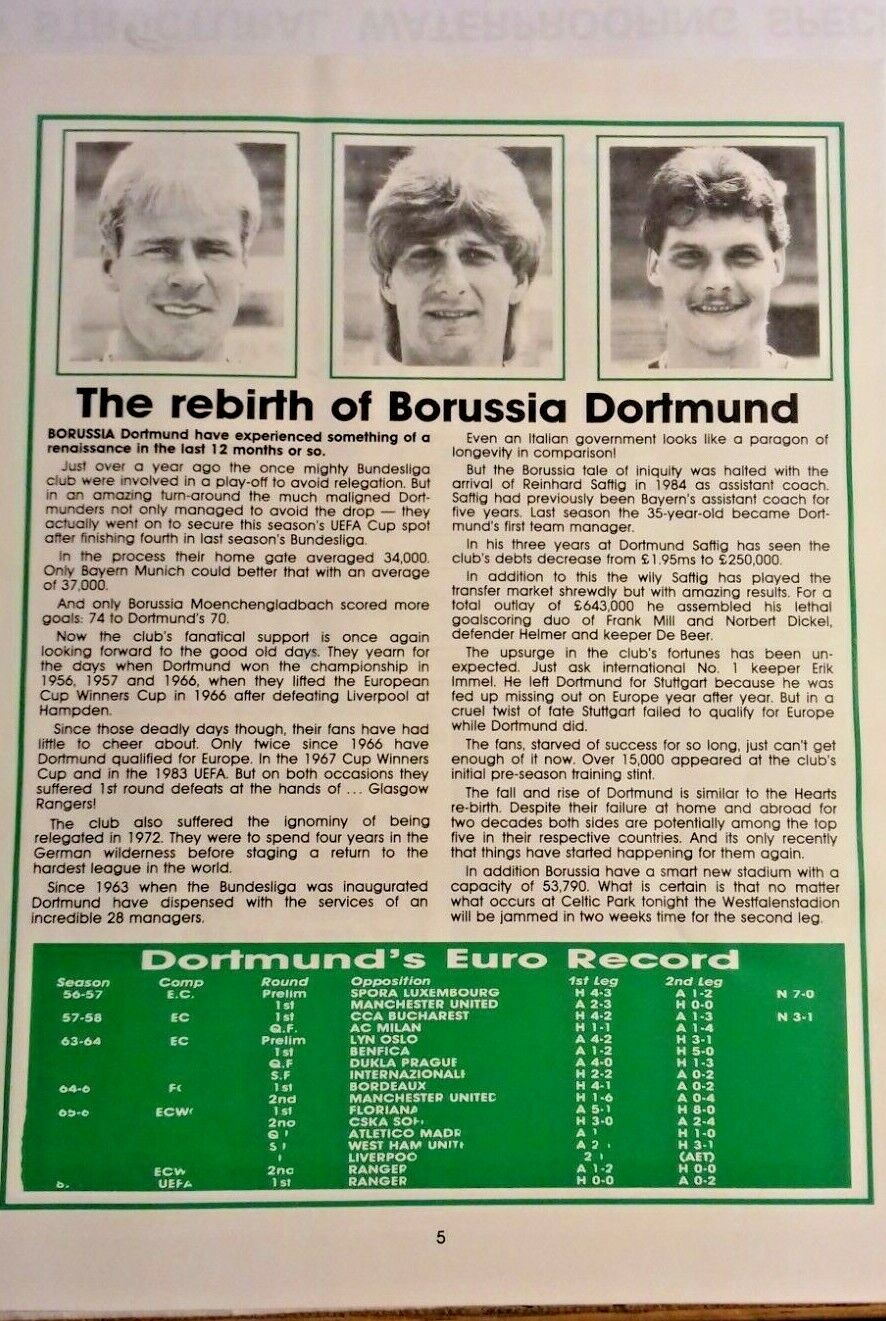 STRUCTURAL WATERPROOFING SPECI
The rebirth of Borussia Dortmund
BORUSSIA Dortmund have experienced something of a
renaissance in the last 12 months or so.
Just over a year ago the once mighty Bundesliga
club were involved in a play-off to avoid relegation. But
in an amazing turn-around the much maligned Dort-
munders not only managed to avoid the drop — they
actually went on to secure this season's UEFA Cup spot
after finishing fourth in last season's Bundesliga.
In the process their home gate averaged 34,000.
Only Bayern Munich could better that with an average
of 37,000.
And only Borussia Moenchengladbach scored more
goals: 74 to Dortmund's 70.
Now the club's fanatical support is once again
looking forward to the good old days. They yearn for
the days when Dortmund won the championship in
1956, 1957 and 1966, when they lifted the European
Cup Winners Cup in 1966 after defeating Liverpool at
Hampden.
Since those deadly days though, their fans have had
little to cheer about. Only twice since 1966 have
Dortmund qualified for Europe. In the 1967 Cup Winners
Cup and in the 1983 UEFA. But on both occasions they
suffered 1st round defeats at the hands of ... Glasgow
Rangers!
The club also suffered the ignominy of being
relegated in 1972. They were to spend four years in the
German wilderness before staging a return to the
hardest league in the world.
Since 1963 when the Bundesliga was inaugurated
Dortmund have dispensed with the services of an
incredible 28 managers.
Even an Italian government looks like a paragon of
longevity in comparison!
But the Borussia tale of iniquity was halted with the
arrival of Reinhard Saftig in 1984 as assistant coach.
Saftig had previously been Bayern's assistant coach for
five years. Last season the 35-year-old became Dort-
mund's first team manager.
In his three years at Dortmund Saftig has seen the
club's debts decrease from £1.95ms to £250,000.
In addition to this the wily Saftig has played the
transfer market shrewdly but with amazing results. For a
total outlay of £643,000 he assembled his lethal
goalscoring duo of Frank Mill and Norbert Dickel,
defender Helmer and keeper De Beer.
The upsurge in the club's fortunes has been un-
expected. Just ask international No. 1 keeper Erik
Immel. He left Dortmund for Stuttgart because he was
fed up missing out on Europe year after year. But in a
cruel twist of fate Stuttgart failed to qualify for Europe
while Dortmund did.
The fans, starved of success for so long, just can't get
enough of it now. Over 15,000 appeared at the club's
initial pre-season training stint.
The fall and rise of Dortmund is similar to the Hearts
re-birth. Despite their failure at home and abroad for
two decades both sides are potentially among the top
five in their respective countries. And its only recently
that things have started happening for them again.
In addition Borussia have a smart new stadium with a
capacity of 53,790. What is certain is that no matter
what occurs at Celtic Park tonight the Westfalenstadion
will be jammed in two weeks time for the second leg.
Dortmund's Euro Record
Season Comp Round Opposition 1st Leg 2nd Leg
56-57 E.C. Prelim SPORA LUXEMBOURG H 4-3 A 1-2 N 7-0
1st MANCHESTER UNITED A 2-3 H 0-0
57-58 EC 1st CCA BUCHAREST H 4-2 A 1-3 N 3-1
Q.F. AC MILAN H 1-1 A 1-4
63-64 EC Prelim LYN OSLO A 4-2 H 3-1
1st BENFICA A 1-2 H 5-0
Q.F DUKLA PRAGUE A 4-0 H 1-3
S.F INTERNAZIONALE H 2-2 A 0-2
1st BORDEAUX H 4-1 A 0-2
2nd MANCHESTER UNITED H 1-6 A 0-4
1st FLORIANA A 5-1 H 8-0
2nd CSKA H 3-0 A 2-4
ATLETICO H 1-0
WEST HAM H 3-1
(AET)
ECW 2nd RANGER A 1-2 H 0-0
UEFA 1st RANGER H 0-0 A 0-2
5